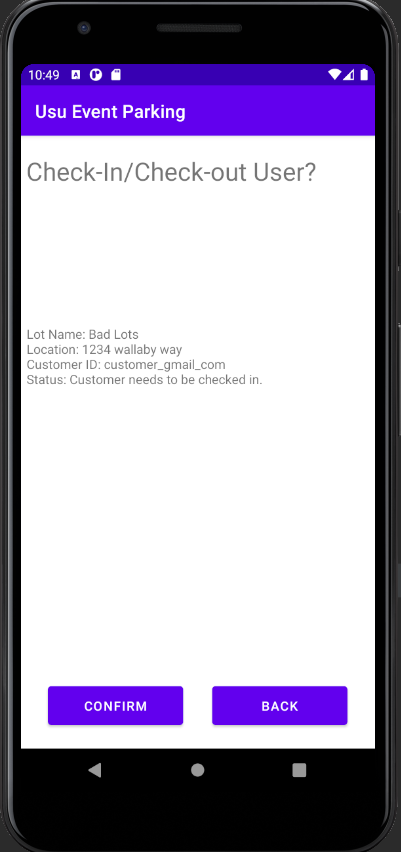 10:49
Usu Event Parking
Check-In/Check-out User?
Lot Name: Bad Lots
Location: 1234 wallaby way
Customer ID: customer_gmail_com
Status: Customer needs to be checked in.
CONFIRM BACK